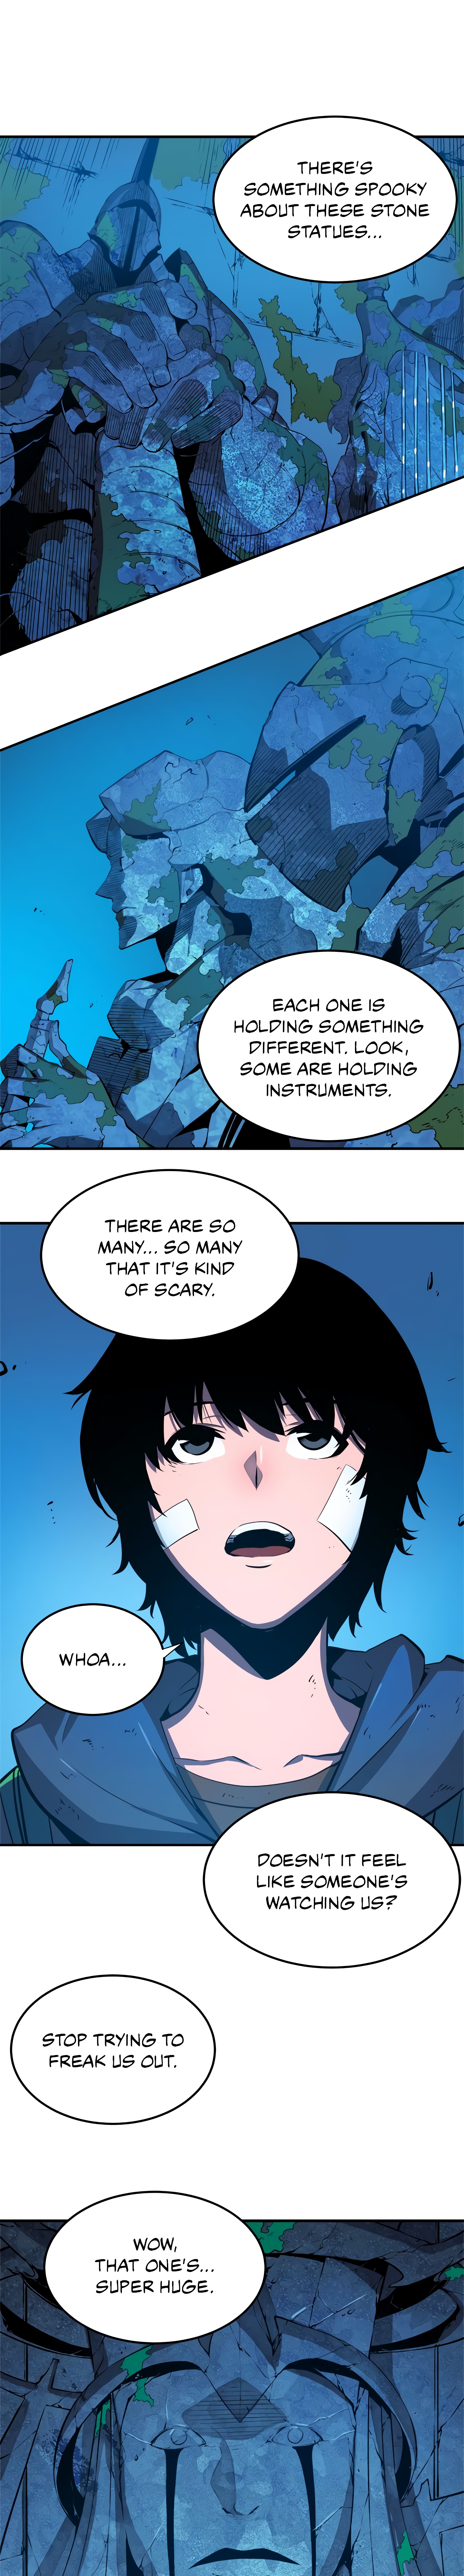 THERE'S
SOMETHING SPOOKY
ABOUT THESE STONE
STATUES...
EACH ONE IS
HOLDING SOMETHING
DIFFERENT. LOOK,
SOME ARE HOLDING
INSTRUMENTS.
THERE ARE SO
MANY... SO MANY
THAT IT'S KIND
OF SCARY.
WHOA...
DOESN'T IT FEEL
LIKE SOMEONE'S
WATCHING US?
STOP TRYING TO
FREAK US OUT.
WOW,
THAT ONE'S...
SUPER HUGE.